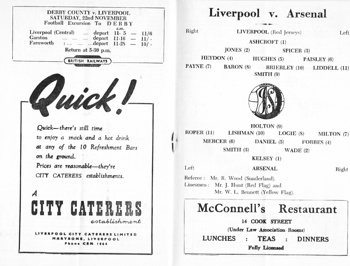 DERBY COUNTY v. LIVERPOOL
SATURDAY, 22nd NOVEMBER
Football Excursion To DERBY
Liverpool (Central) ... depart 11- 5 --- 11/6
Garston ... depart 11-16 --- 11/-
Farnworth ... depart 11-28 --- 10/-
Return at 5-50 p.m.
BRITISH RAILWAYS
Quick!
Quick—there's still time
to enjoy a snack and a hot drink
at any of the 10 Refreshment Bars
on the ground.
Prices are reasonable—they're
CITY CATERERS establishments.
A
CITY CATERERS
establishment
LIVERPOOL CITY CATERERS LIMITED
HARTSOME, LIVERPOOL
Liverpool v. Arsenal
Right LIVERPOOL (Red Jerseys) Left
ASHCROFT (1)
JONES (2) SPICER (3)
HEYDON (4) HUGHES (5) PAISLEY (6)
PAYNE (7) BARON (8) BRIERLEY (10) LIDDELL (11)
SMITH (9)
HOLTON (9)
ROPER (11) LISHMAN (10) LOGIE (8) MILTON (7)
MERCER (6) DANIEL (5) FORBES (4)
SMITH (3) WADE (2)
KELSEY (1)
Left ARSENAL Right
Referee: Mr. R. Wood (Sunderland)
Linesmen: Mr. J. Hunt (Red Flag) and
Mr. W. L. Bennett (Yellow Flag).
McConnell's Restaurant
14 COOK STREET
(Under Law Association Rooms)
LUNCHES : TEAS : DINNERS
Fully Licensed